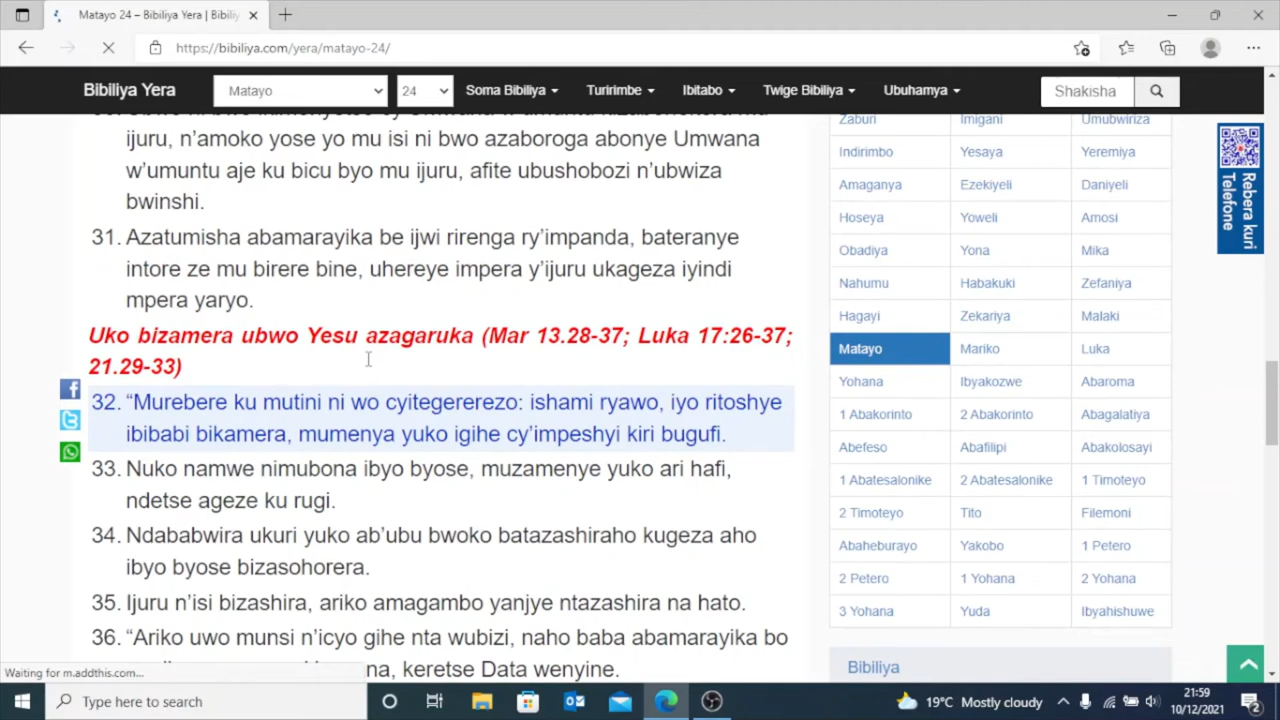 Matayo 24 – Bibiliya Yera | Bibiliy
https://bibiliya.com/yera/matayo-24/
Bibiliya Yera
Matayo
24
Soma Bibiliya
Turirimbe
Ibitabo
Twige Bibiliya
Ubuhamya
Shakisha
ijuru, n’amoko yose yo mu isi ni bwo azaboroga abonye Umwana
w’umuntu aje ku bicu byo mu ijuru, afite ubushobozi n’ubwiza
bwinshi.
31. Azatumisha abamarayika be ijwi rirenga ry’impanda, bateranye
intore ze mu birere bine, uhereye impera y’ijuru ukageza iyindi
mpera yaryo.
Uko bizamera ubwo Yesu azagaruka (Mar 13.28-37; Luka 17:26-37;
21.29-33)
32. “Murebere ku mutini ni wo cyitegererezo: ishami ryawo, iyo ritoshye
ibibabi bikamera, mumenya yuko igihe cy’impeshyi kiri bugufi.
33. Nuko namwe nimubona ibyo byose, muzamenye yuko ari hafi,
ndetse ageze ku rugi.
34. Ndababwira ukuri yuko ab’ubu bwoko batazashiraho kugeza aho
ibyo byose bizasohorera.
35. Ijuru n’isi bizashira, ariko amagambo yanjye ntazashira na hato.
36. “Ariko uwo munsi n’icyo gihe nta wubizi, naho baba abamarayika bo
na, keretse Data wenyine.
Zaburi Imigani Umubwiriza
Indirimbo Yesaya Yeremiya
Amaganya Ezekiyeli Daniyeli
Hoseya Yoweli Amosi
Obadiya Yona Mika
Nahumu Habakuki Zefaniya
Hagayi Zekariya Malaki
Matayo Mariko Luka
Yohana Ibyakozwe Abaroma
1 Abakorinto 2 Abakorinto Abagalatiya
Abefeso Abafilipi Abakolosayi
1 Abatesalonike 2 Abatesalonike 1 Timoteyo
2 Timoteyo Tito Filemoni
Abaheburayo Yakobo 1 Petero
2 Petero 1 Yohana 2 Yohana
3 Yohana Yuda Ibyahishuwe
Bibiliya
Rebera kuri
Telefone
Waiting for m.addthis.com...
Type here to search
19°C Mostly cloudy
21:59
10/12/2021
2